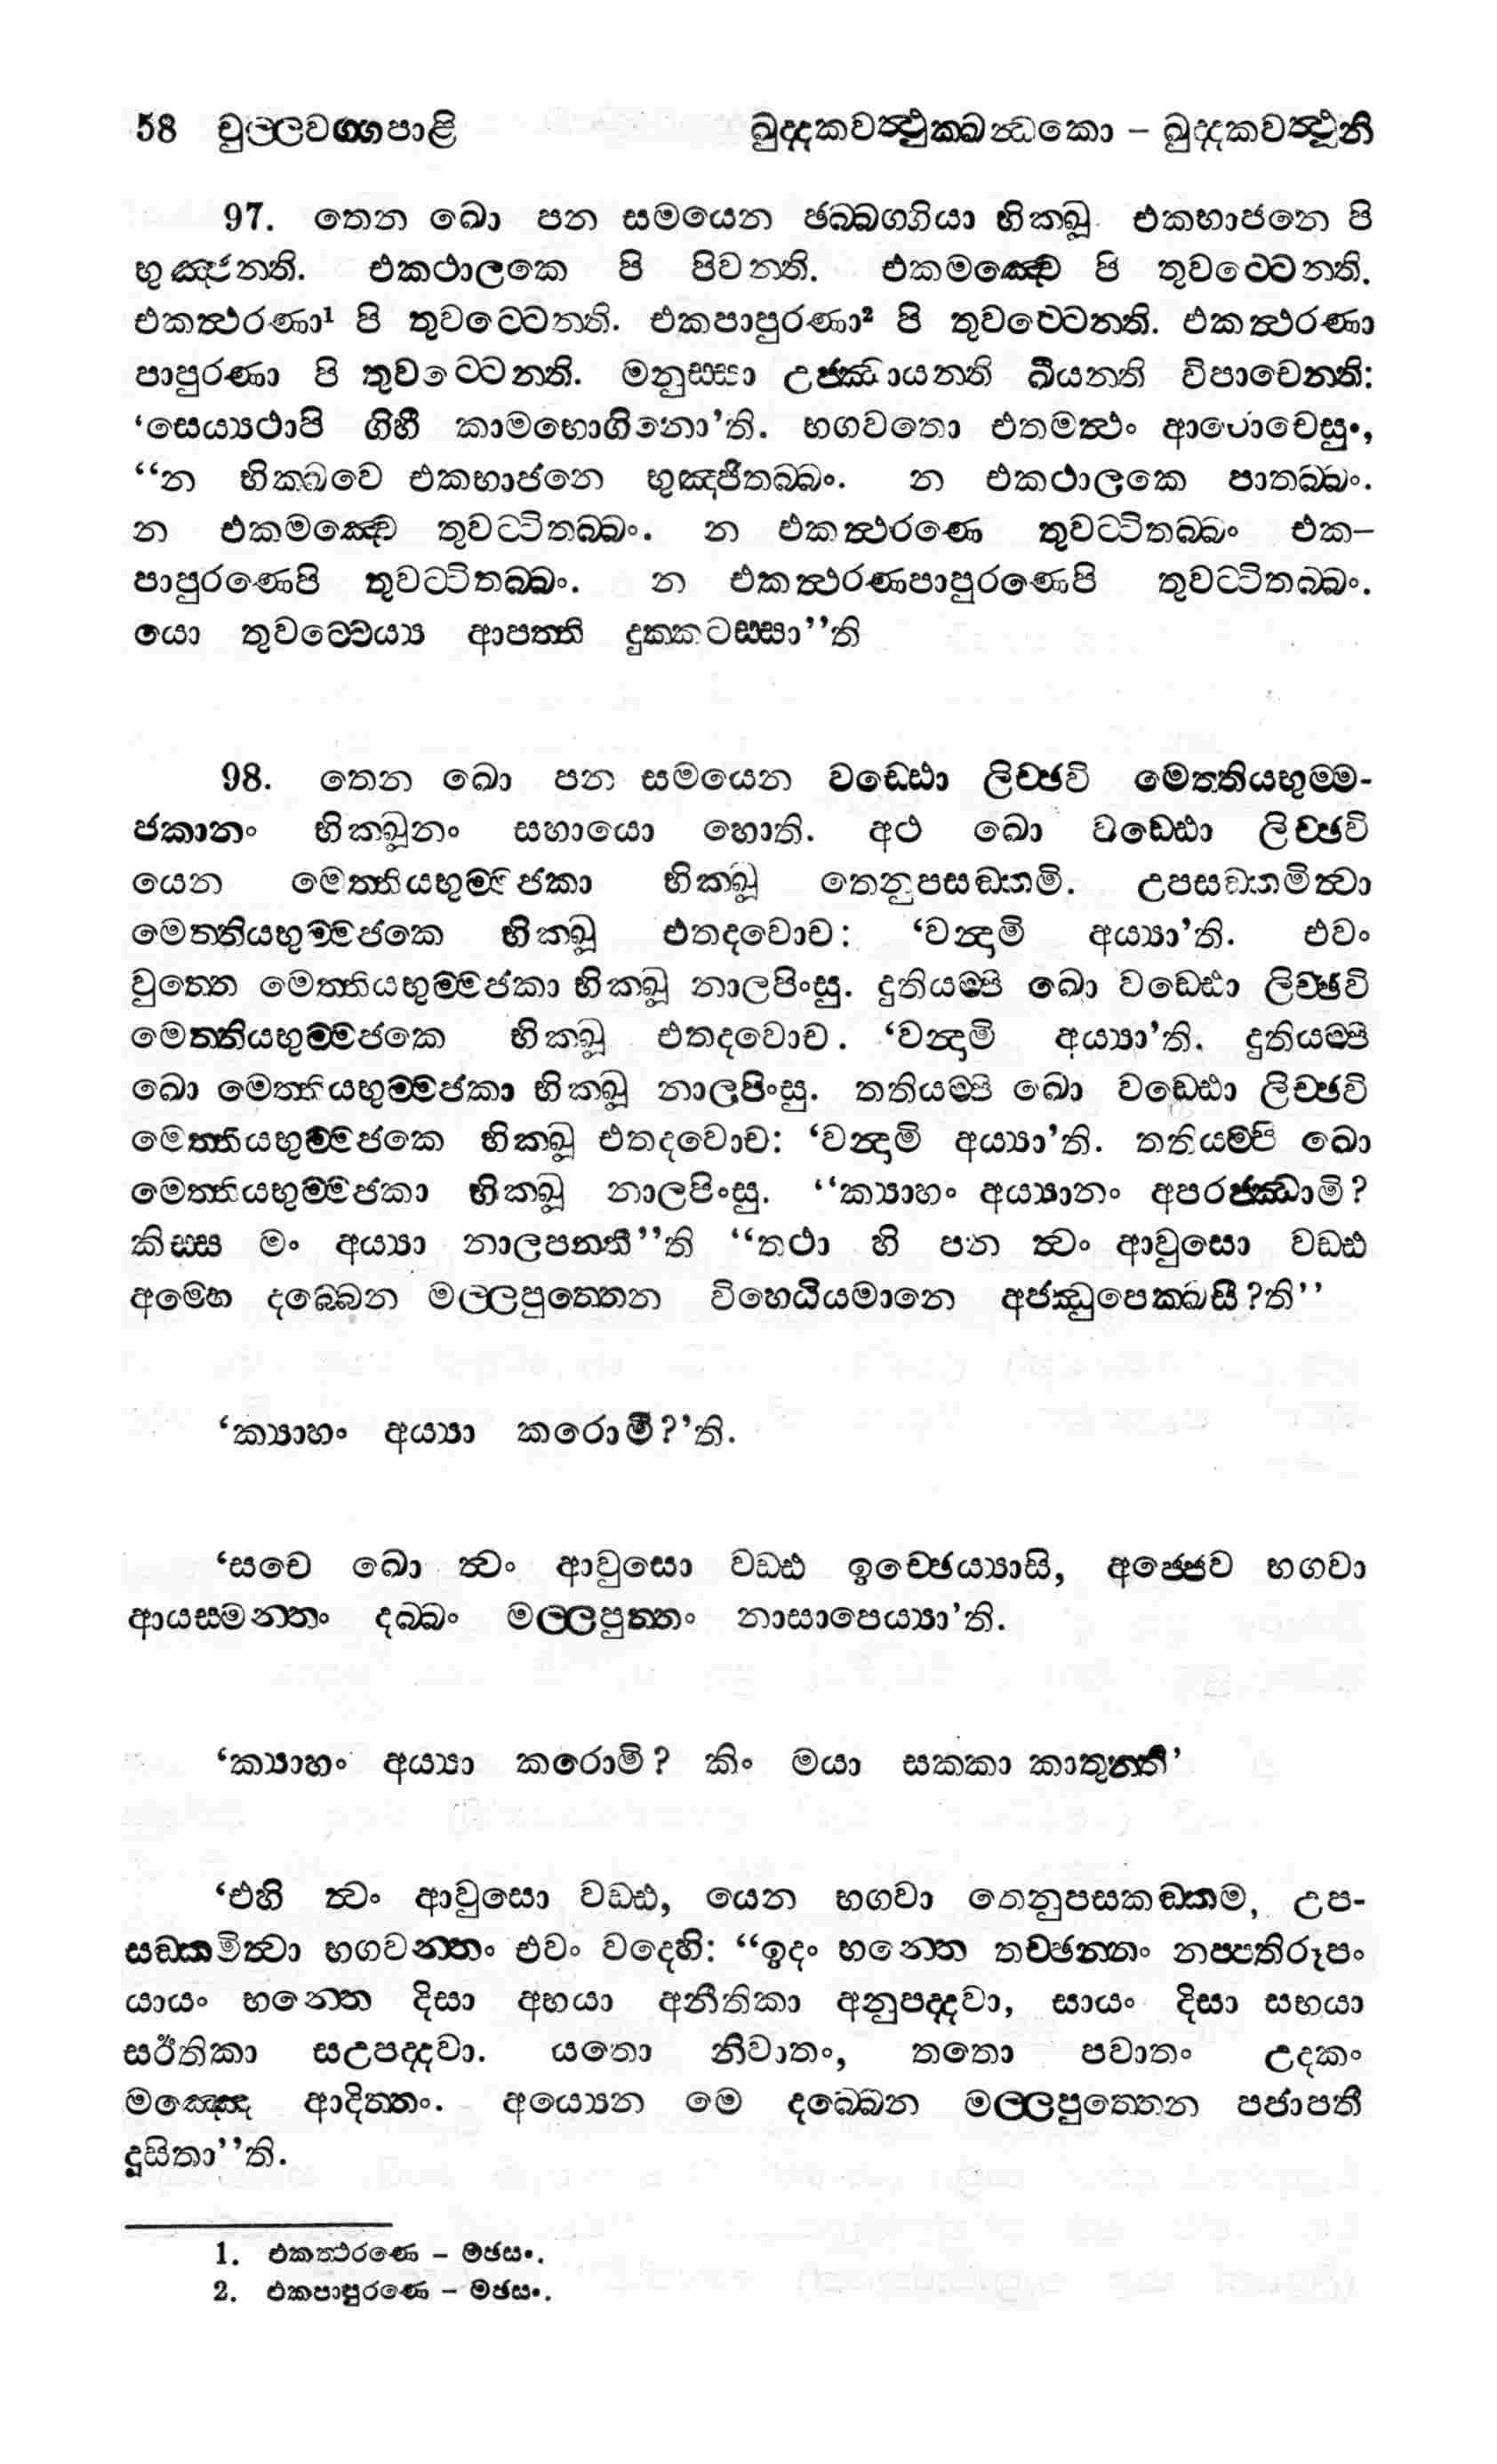 58 චුල්ලවග්ගපාළි ඛුද්දකවත්ථුක්ඛන්ධකො – ඛුද්දකවත්ථූනි
97. තෙන ඛො පන සමයෙන ඡබ්බග්ගියා භික්ඛූ එකභාජනෙ පි
භුඤ්ජන්ති. එකථාලකෙ පි පිවන්ති. එකමඤ්චෙ පි තුවට්ටෙන්ති.
එකත්ථරණා¹ පි තුවට්ටෙන්ති. එකපාපුරණා² පි තුවට්ටෙන්ති. එකත්ථරණා
පාපුරණා පි තුවට්ටෙන්ති. මනුස්සා උජ්ඣායන්ති ඛීයන්ති විපාචෙන්ති:
‘සෙය්‍යථාපි ගිහී කාමභොගිනො’ති. භගවතො එතමත්ථං ආරොචෙසුං,
“න භික්ඛවෙ එකභාජනෙ භුඤ්ජිතබ්බං. න එකථාලකෙ පාතබ්බං.
න එකමඤ්චෙ තුවට්ටිතබ්බං. න එකත්ථරණෙ තුවට්ටිතබ්බං එක–
පාපුරණෙපි තුවට්ටිතබ්බං. න එකත්ථරණපාපුරණෙපි තුවට්ටිතබ්බං.
යො තුවට්ටෙය්‍ය ආපත්ති දුක්කටස්සා”ති
98. තෙන ඛො පන සමයෙන වඩ්ඪො ලිච්ඡවි මෙත්තියභුම්ම-
ජකානං භික්ඛූනං සහායො හොති. අථ ඛො වඩ්ඪො ලිච්ඡවි
යෙන මෙත්තියභුම්මජකා භික්ඛූ තෙනුපසඞ්කමි. උපසඞ්කමිත්වා
මෙත්තියභුම්මජකෙ භික්ඛූ එතදවොච: ‘වන්දාමි අය්‍යා’ති. එවං
වුත්තෙ මෙත්තියභුම්මජකා භික්ඛූ නාලපිංසු. දුතියම්පි ඛො වඩ්ඪො ලිච්ඡවි
මෙත්තියභුම්මජකෙ භික්ඛූ එතදවොච. ‘වන්දාමි අය්‍යා’ති. දුතියම්පි
ඛො මෙත්තියභුම්මජකා භික්ඛූ නාලපිංසු. තතියම්පි ඛො වඩ්ඪො ලිච්ඡවි
මෙත්තියභුම්මජකෙ භික්ඛූ එතදවොච: ‘වන්දාමි අය්‍යා’ති. තතියම්පි ඛො
මෙත්තියභුම්මජකා භික්ඛූ නාලපිංසු. “ක්‍යාහං අය්‍යානං අපරජ්ඣාමි?
කිස්ස මං අය්‍යා නාලපන්තී”ති “තථා හි පන ත්වං ආවුසො වඩ්ඪ
අම්හෙ දබ්බෙන මල්ලපුත්තෙන විහෙඨියමානෙ අජ්ඣුපෙක්ඛසී?ති”
‘ක්‍යාහං අය්‍යා කරොමී?’ති.
‘සචෙ ඛො ත්වං ආවුසො වඩ්ඪ ඉච්ඡෙය්‍යාසි, අජ්ජෙව භගවා
ආයස්මන්තං දබ්බං මල්ලපුත්තං නාසාපෙය්‍යා’ති.
‘ක්‍යාහං අය්‍යා කරොමි? කිං මයා සක්කා කාතුන්ති’
‘එහි ත්වං ආවුසො වඩ්ඪ, යෙන භගවා තෙනුපසකඞ්කම, උප-
සඞ්කමිත්වා භගවන්තං එවං වදෙහි: “ඉදං භන්තෙ නච්ඡන්නං නප්පතිරූපං
යායං භන්තෙ දිසා අභයා අනීතිකා අනුපද්දවා, සායං දිසා සභයා
සඊතිකා සඋපද්දවා. යතො නිවාතං, තතො පවාතං උදකං
මඤ්ඤෙ ආදිත්තං. අය්‍යෙන මෙ දබ්බෙන මල්ලපුත්තෙන පජාපතී
දූසිතා”ති.
1. එකත්ථරණෙ – මඡසං.
2. එකපාපුරණෙ – මඡසං.